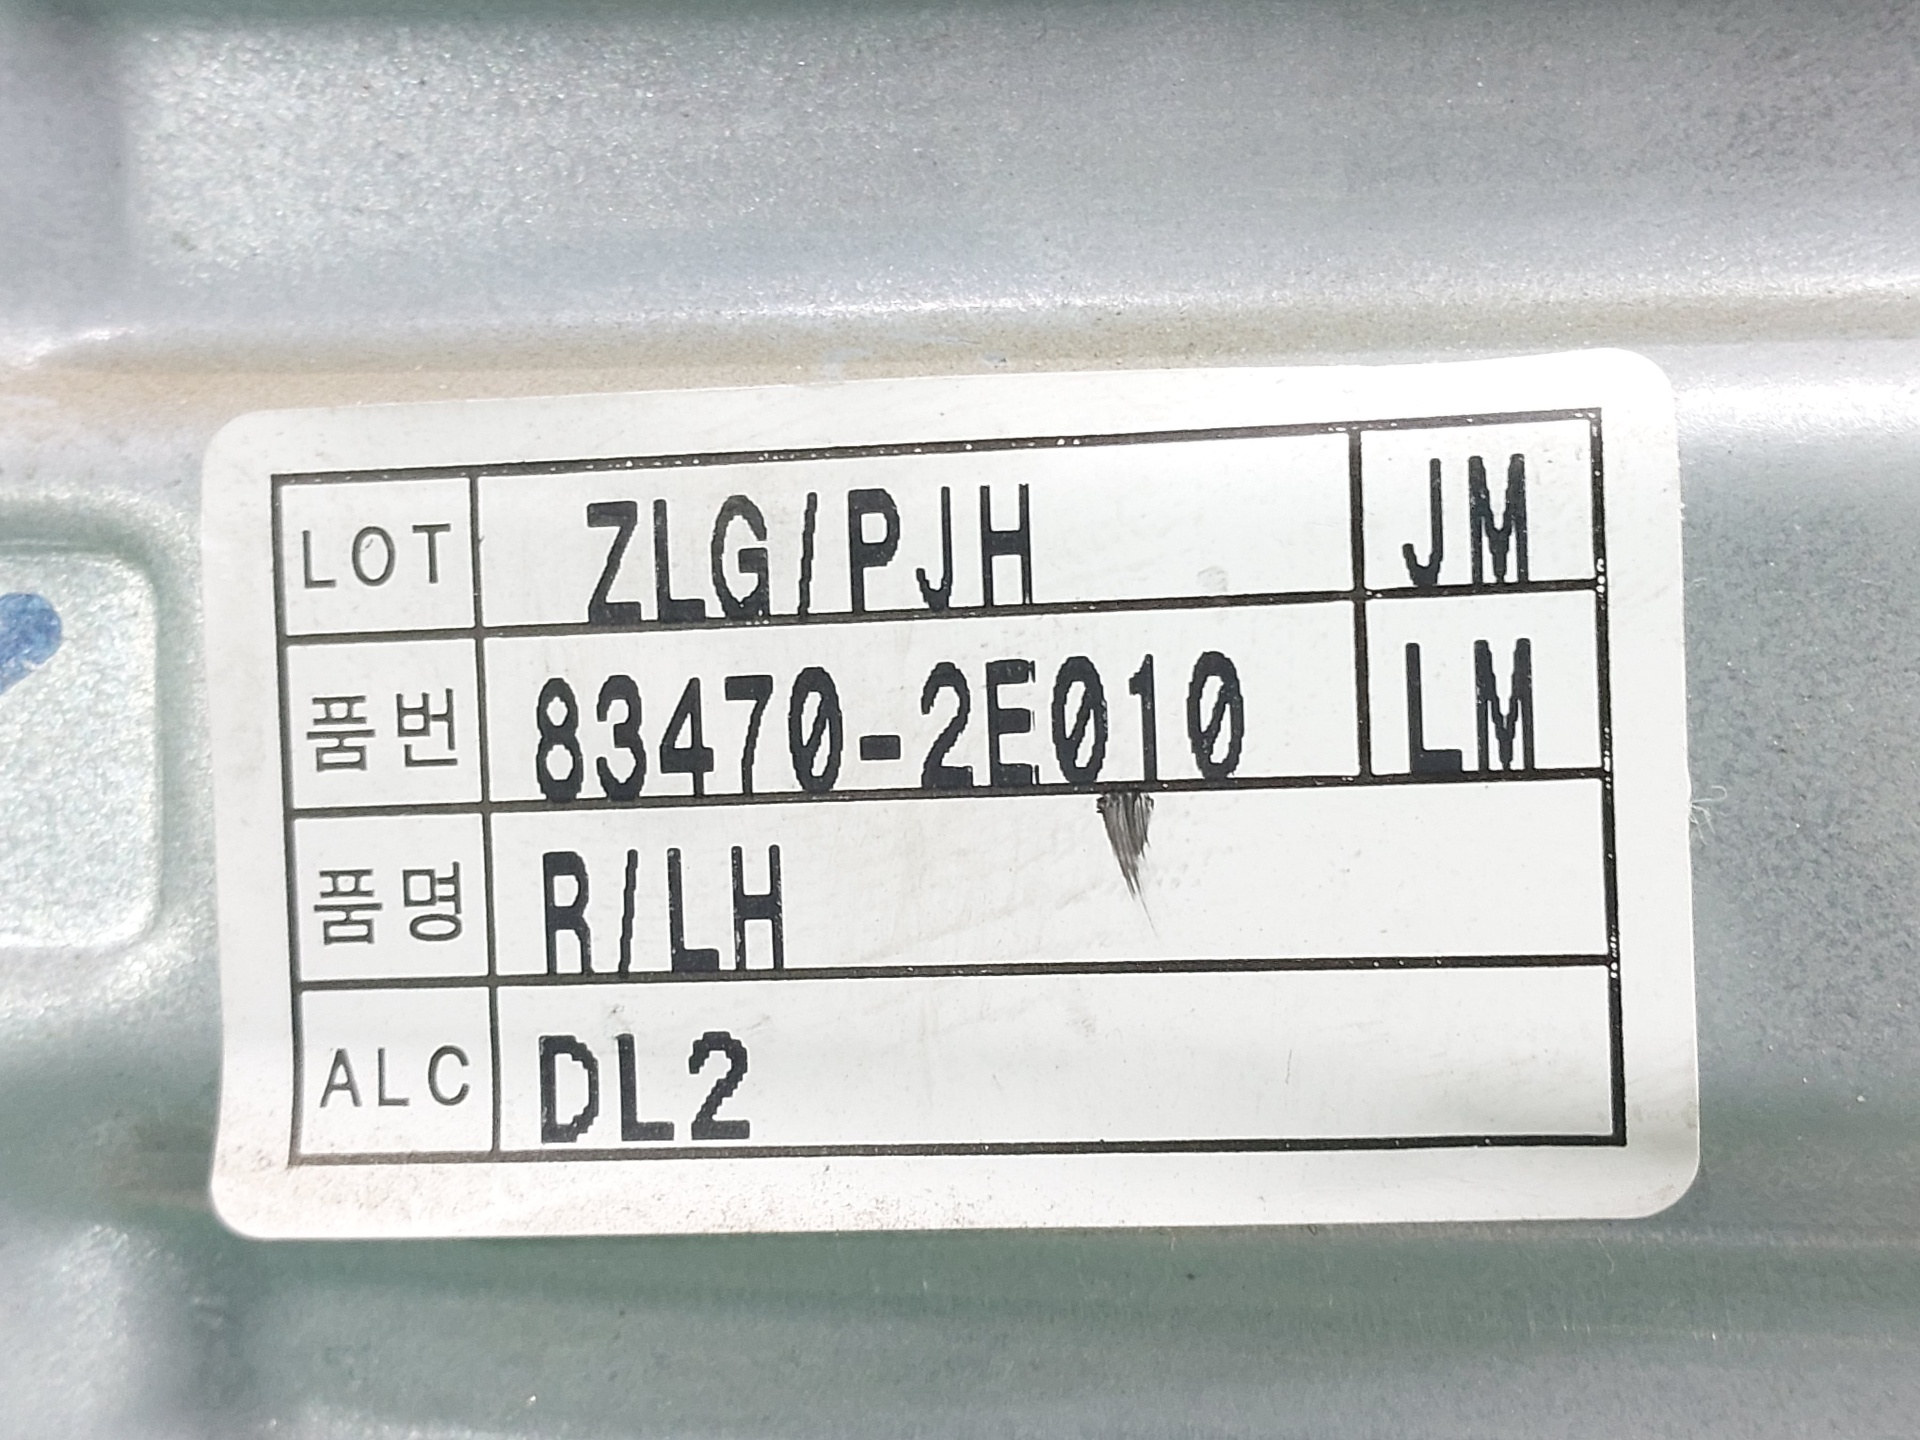 LOT ZLG/PJH JM
품번 83470-2E010 LM
품명 R/LH
ALC DL2